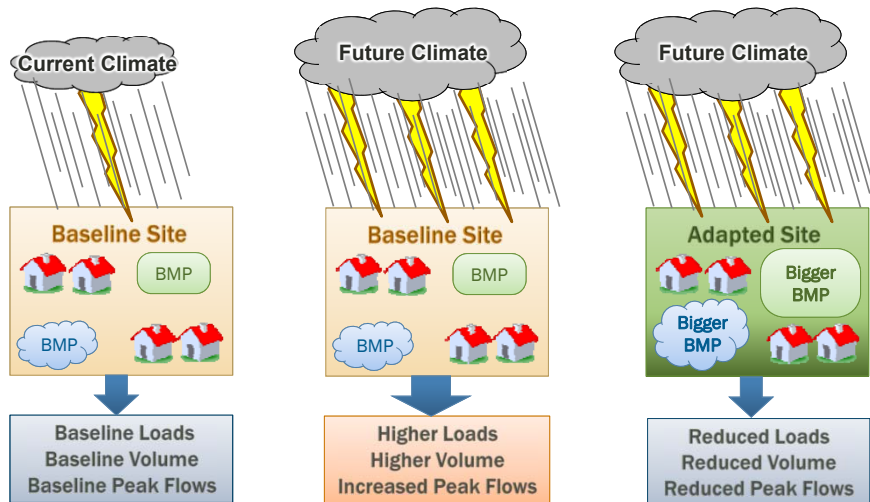 Current Climate
Baseline Site
BMP
BMP
Baseline Loads
Baseline Volume
Baseline Peak Flows
Future Climate
Baseline Site
BMP
BMP
Higher Loads
Higher Volume
Increased Peak Flows
Future Climate
Adapted Site
Bigger
BMP
Bigger
BMP
Reduced Loads
Reduced Volume
Reduced Peak Flows